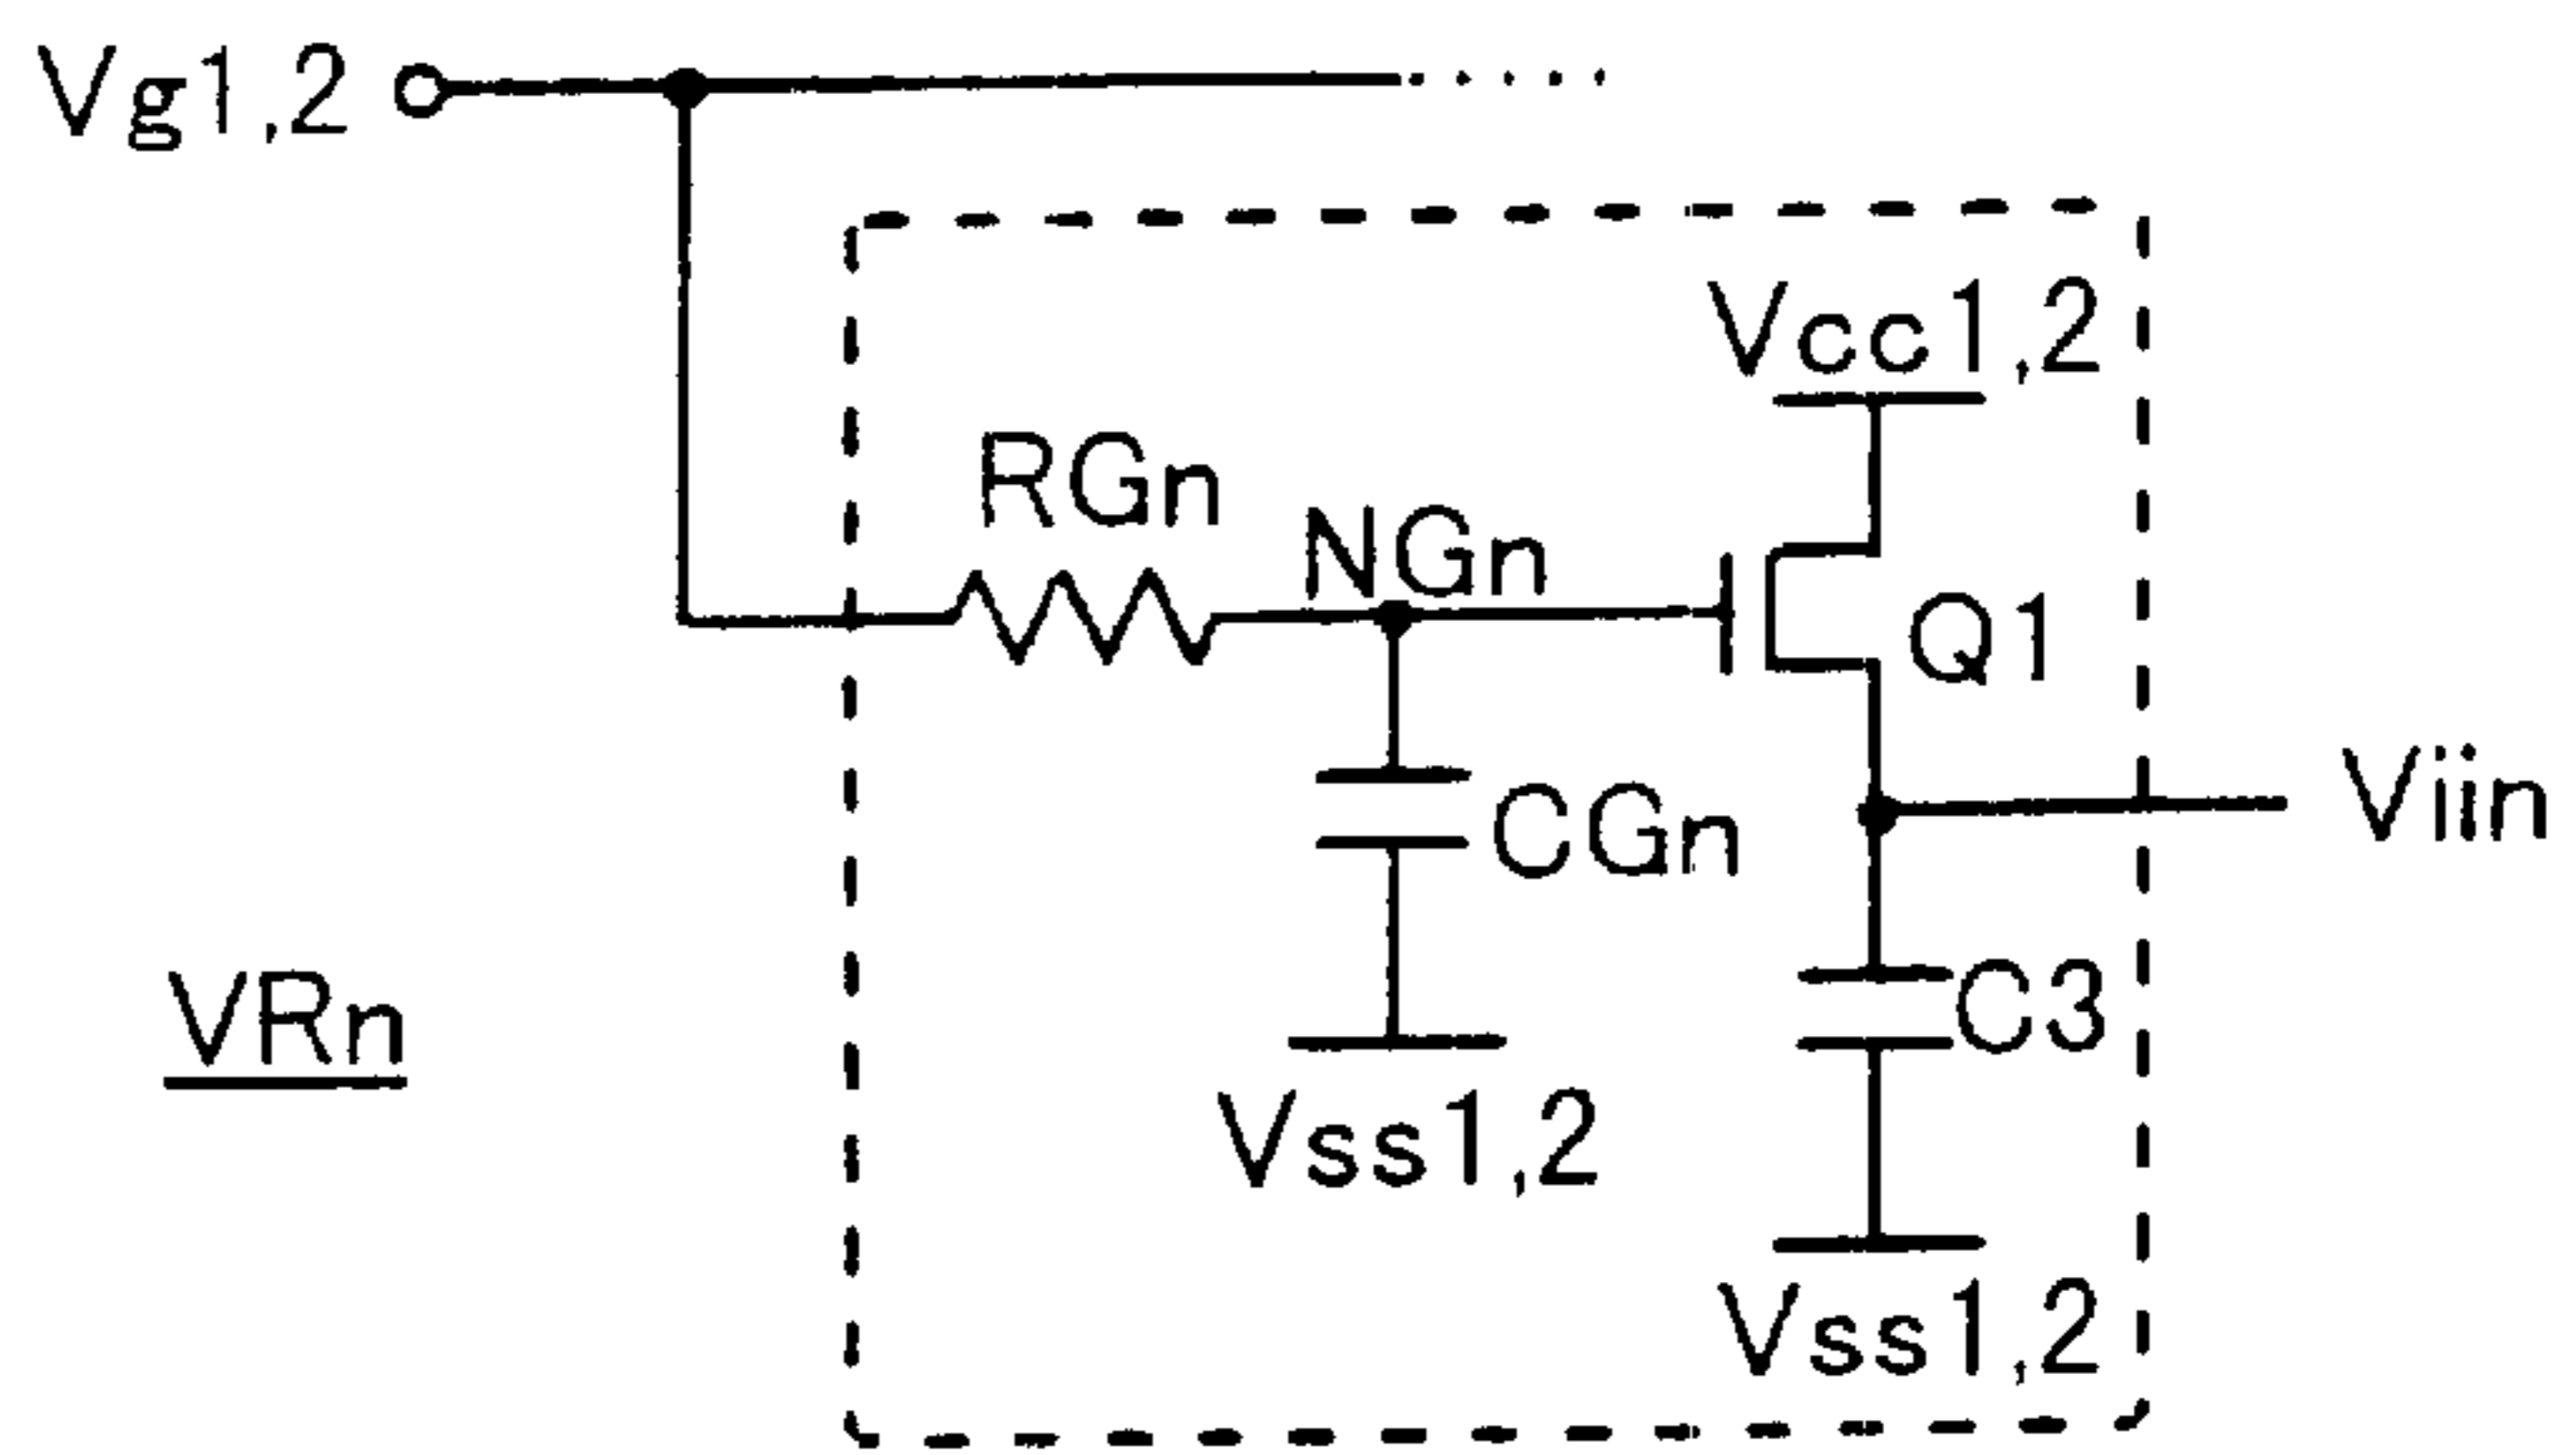 Vg1,2
Vcc1,2
RGn
NGn
Q1
CGn
Viin
VRn
C3
Vss1,2
Vss1,2